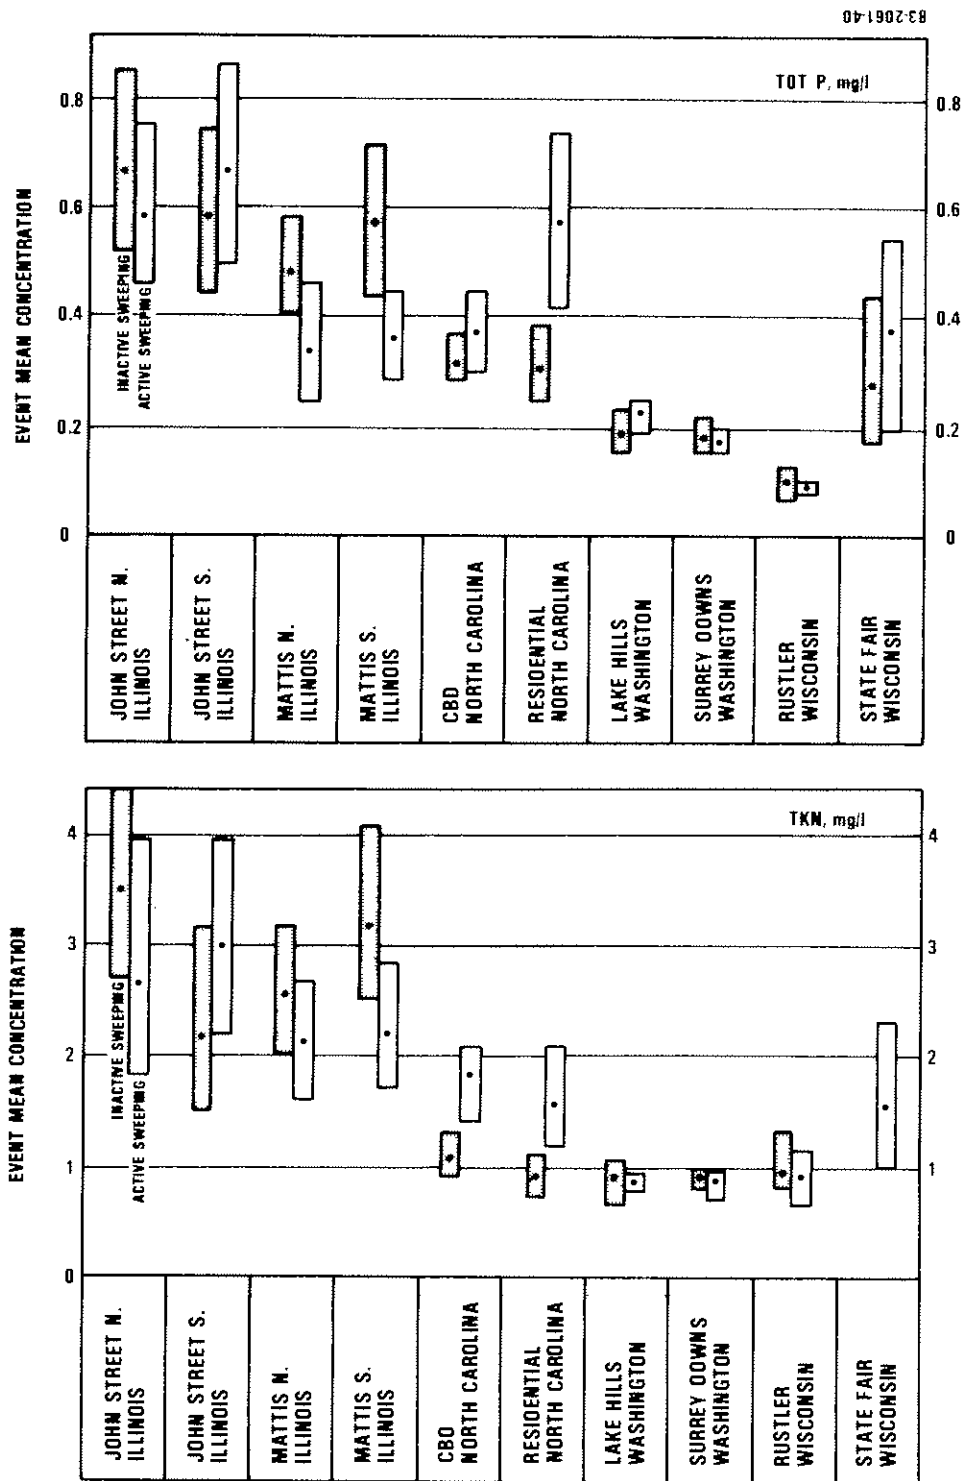 83-2061-40
EVENT MEAN CONCENTRATION
TOT P, mg/l
0.8
0.6
0.4
0.2
0
0.8
0.6
0.4
0.2
0
INACTIVE SWEEPING
ACTIVE SWEEPING
JOHN STREET N.
ILLINOIS
JOHN STREET S.
ILLINOIS
MATTIS N.
ILLINOIS
MATTIS S.
ILLINOIS
CBD
NORTH CAROLINA
RESIDENTIAL
NORTH CAROLINA
LAKE HILLS
WASHINGTON
SURREY DOWNS
WASHINGTON
RUSTLER
WISCONSIN
STATE FAIR
WISCONSIN
EVENT MEAN CONCENTRATION
TKN, mg/l
4
3
2
1
0
4
3
2
1
INACTIVE SWEEPING
ACTIVE SWEEPING
JOHN STREET N.
ILLINOIS
JOHN STREET S.
ILLINOIS
MATTIS N.
ILLINOIS
MATTIS S.
ILLINOIS
CBD
NORTH CAROLINA
RESIDENTIAL
NORTH CAROLINA
LAKE HILLS
WASHINGTON
SURREY DOWNS
WASHINGTON
RUSTLER
WISCONSIN
STATE FAIR
WISCONSIN